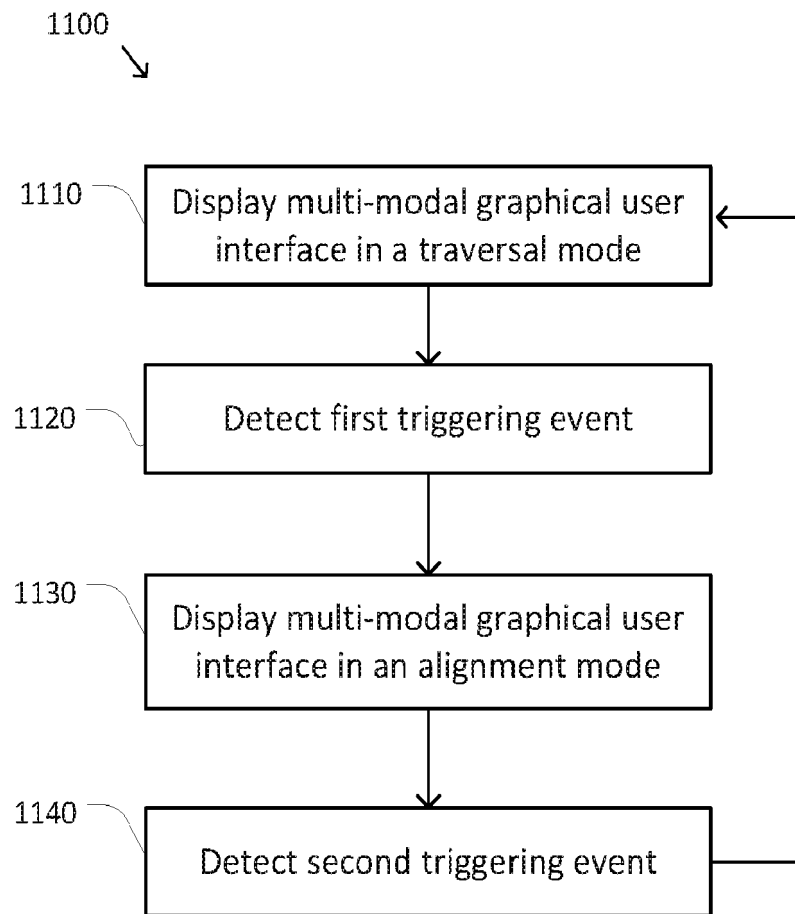 1100
1110
Display multi-modal graphical user
interface in a traversal mode
1120
Detect first triggering event
1130
Display multi-modal graphical user
interface in an alignment mode
1140
Detect second triggering event